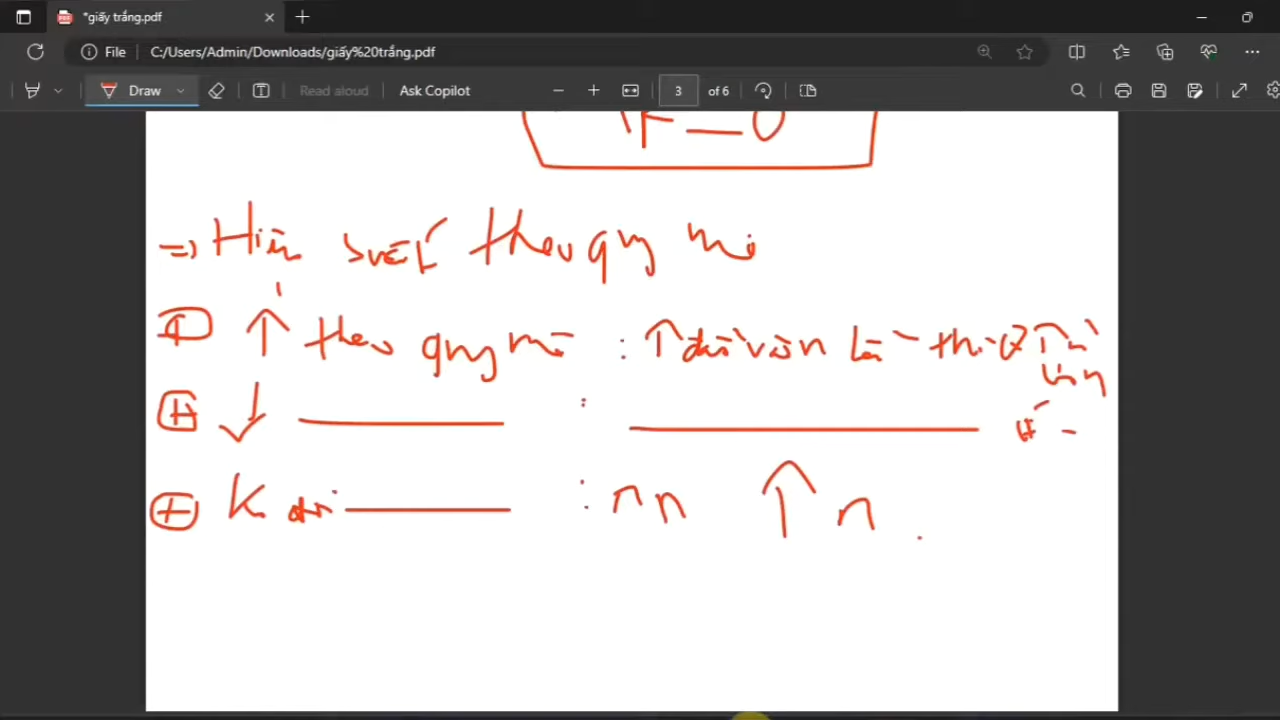 *giấy trắng.pdf
File C:/Users/Admin/Downloads/giấy%20trắng.pdf
Draw Read aloud Ask Copilot 3 of 6
=> Hiệu suất theo quy mô
+ ↑ theo quy mô : ↑ đầu vào n lần thì Q ↑ >
lần n
+ ↓ :
+ K đổi : n n ↑ n